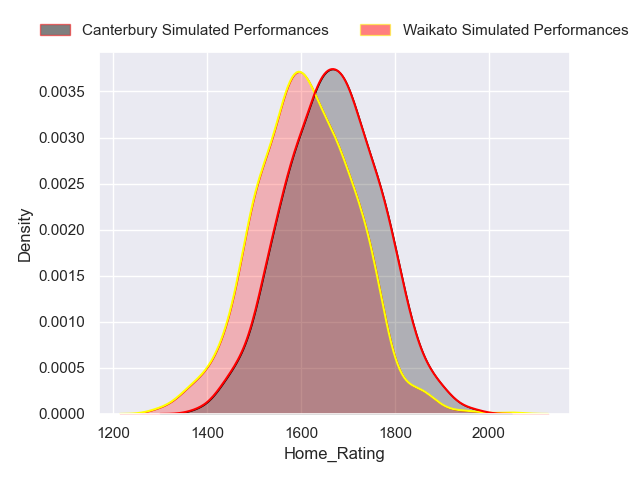 Canterbury Simulated Performances Waikato Simulated Performances
0.0035
0.0030
0.0025
0.0020
0.0015
0.0010
0.0005
0.0000
Density
1200 1400 1600 1800 2000
Home_Rating